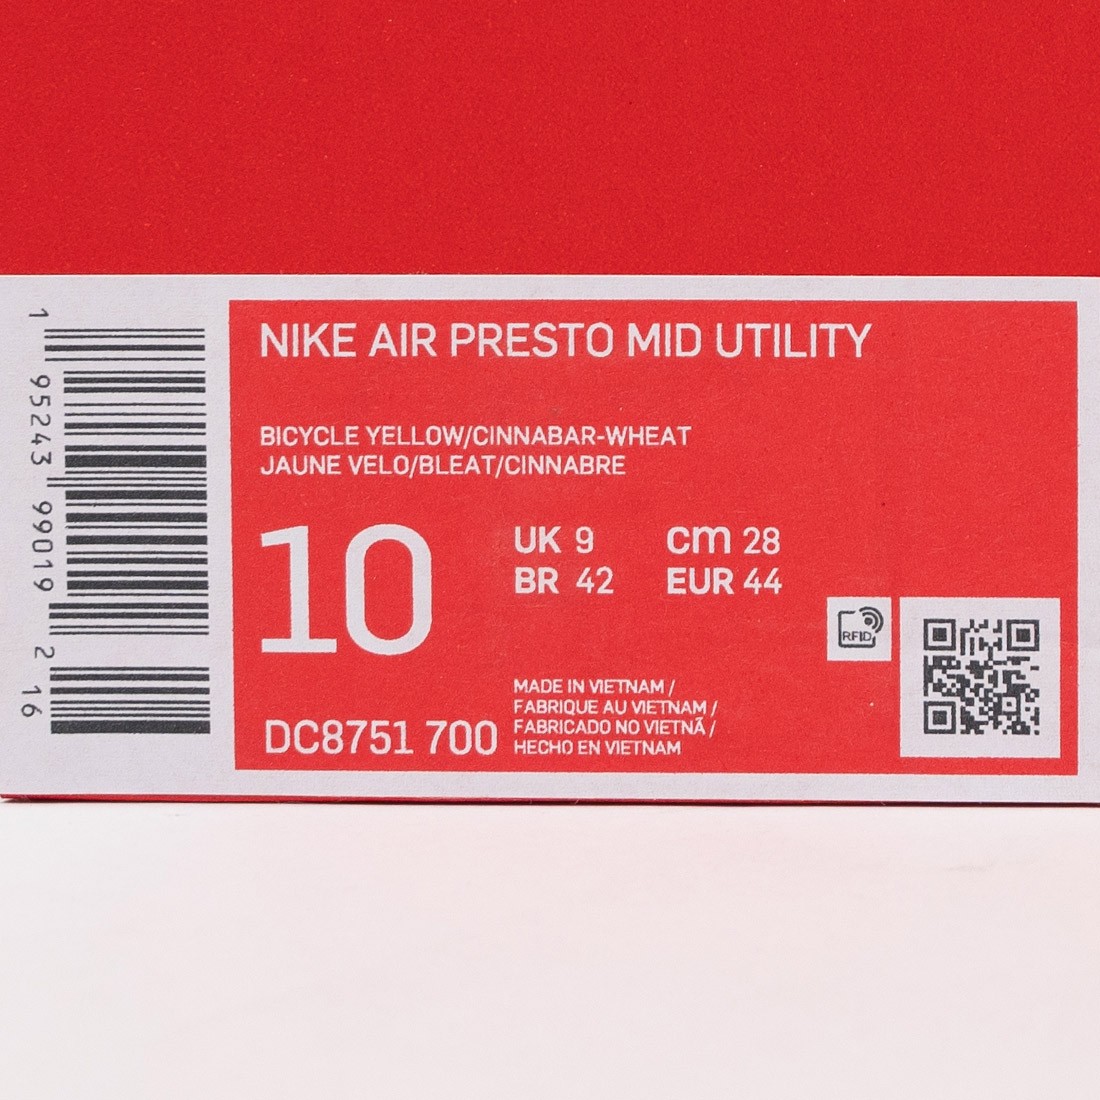 NIKE AIR PRESTO MID UTILITY
BICYCLE YELLOW/CINNABAR-WHEAT
JAUNE VELO/BLEAT/CINNABRE
10
UK 9
cm 28
BR 42
EUR 44
RFID
DC8751 700
MADE IN VIETNAM /
FABRIQUE AU VIETNAM /
FABRICADO NO VIETNÃ /
HECHO EN VIETNAM
1 95243 99019 2 16